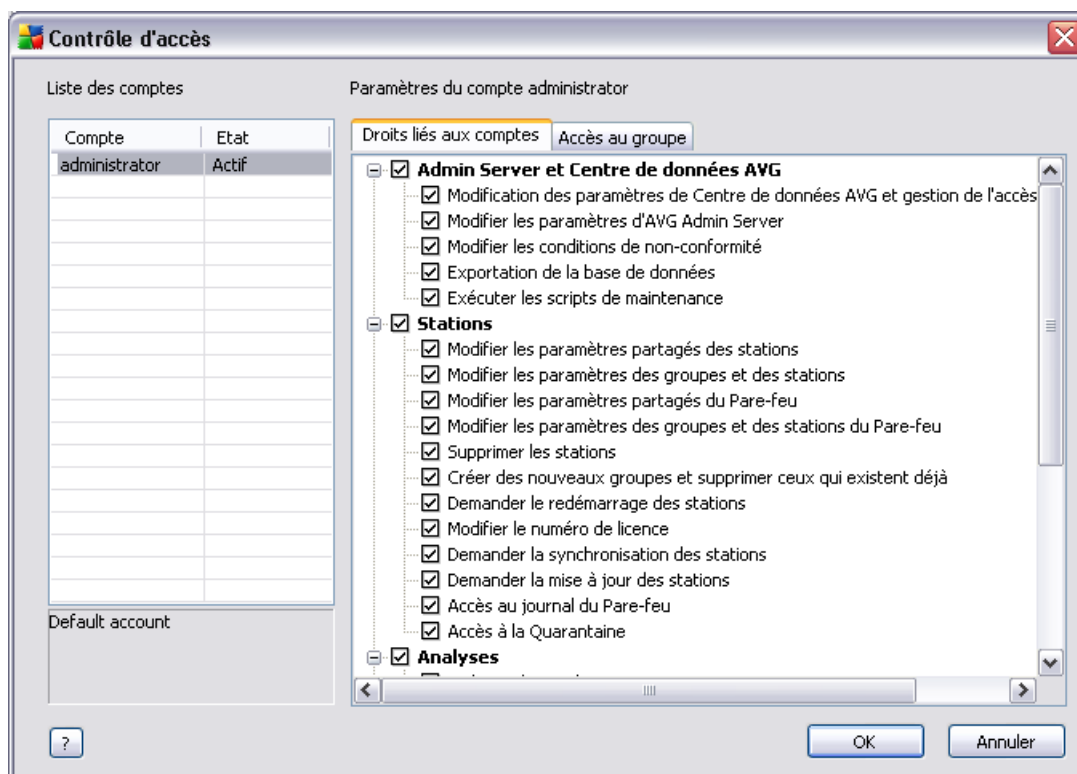 Contrôle d'accès
Liste des comptes
Paramètres du compte administrator
Compte Etat
administrator Actif
Default account
Droits liés aux comptes Accès au groupe
Admin Server et Centre de données AVG
Modification des paramètres de Centre de données AVG et gestion de l'accès
Modifier les paramètres d'AVG Admin Server
Modifier les conditions de non-conformité
Exportation de la base de données
Exécuter les scripts de maintenance
Stations
Modifier les paramètres partagés des stations
Modifier les paramètres des groupes et des stations
Modifier les paramètres partagés du Pare-feu
Modifier les paramètres des groupes et des stations du Pare-feu
Supprimer les stations
Créer des nouveaux groupes et supprimer ceux qui existent déjà
Demander le redémarrage des stations
Modifier le numéro de licence
Demander la synchronisation des stations
Demander la mise à jour des stations
Accès au journal du Pare-feu
Accès à la Quarantaine
Analyses
?
OK
Annuler